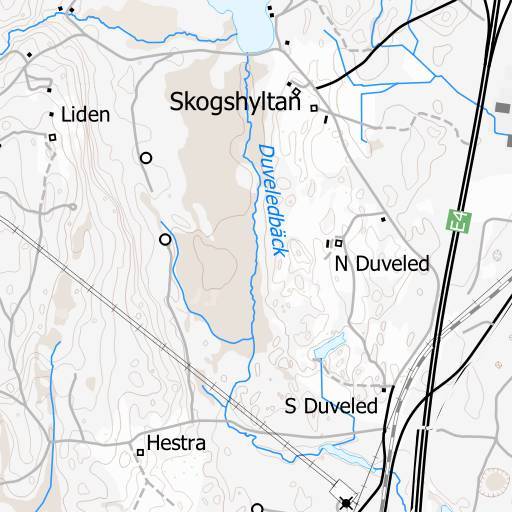 Skogshyltan
Liden
Duveledbäck
E4
N Duveled
S Duveled
Hestra